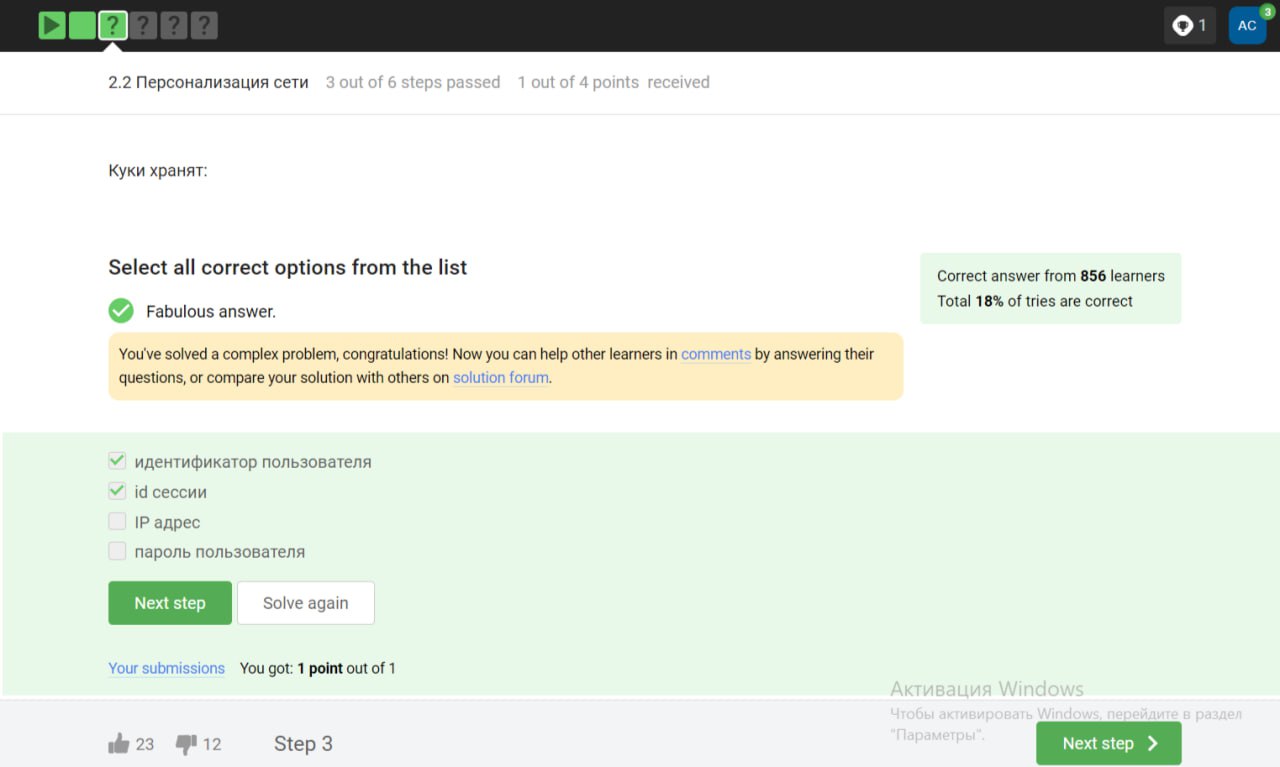 ? ? ? ?
1
AC
3
2.2 Персонализация сети 3 out of 6 steps passed 1 out of 4 points received
Куки хранят:
Select all correct options from the list
Correct answer from 856 learners
Total 18% of tries are correct
Fabulous answer.
You've solved a complex problem, congratulations! Now you can help other learners in comments by answering their
questions, or compare your solution with others on solution forum.
идентификатор пользователя
id сессии
IP адрес
пароль пользователя
Next step Solve again
Your submissions You got: 1 point out of 1
Активация Windows
Чтобы активировать Windows, перейдите в раздел
"Параметры".
23 12 Step 3
Next step